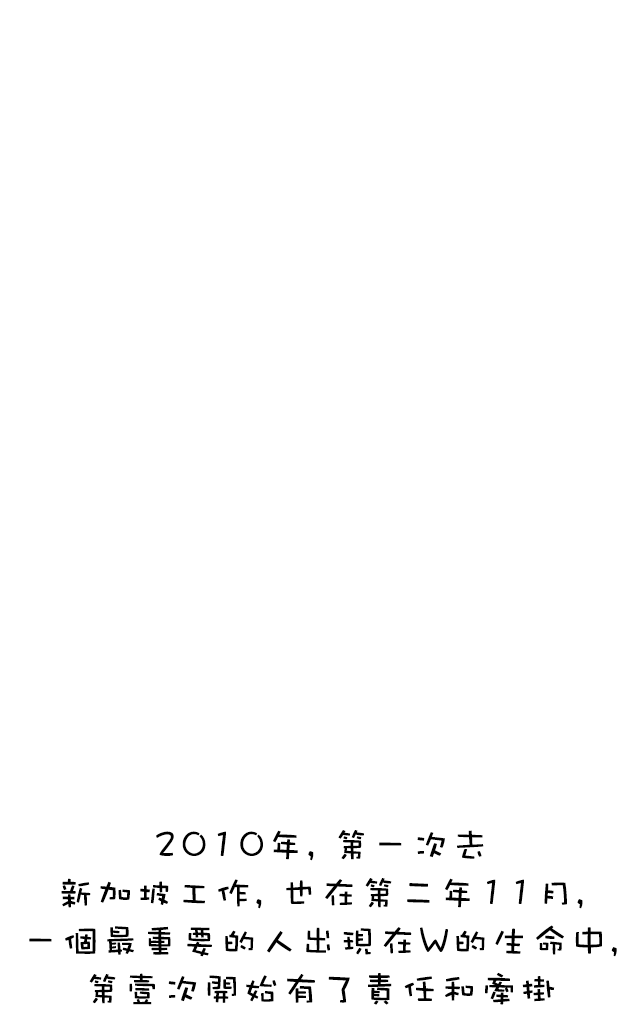 2010年, 第一次去
新加坡工作, 也在第二年11月,
一個最重要的人出現在W的生命中,
第壹次開始有了責任和牽掛